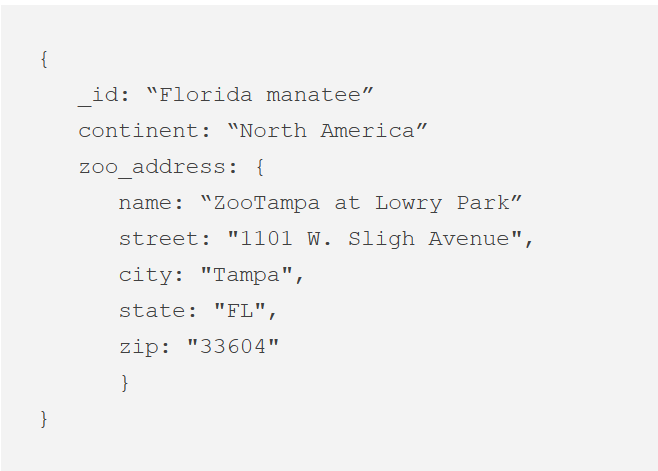 {
_id: “Florida manatee”
continent: “North America”
zoo_address: {
name: “ZooTampa at Lowry Park”
street: "1101 W. Sligh Avenue",
city: "Tampa",
state: "FL",
zip: "33604"
}
}